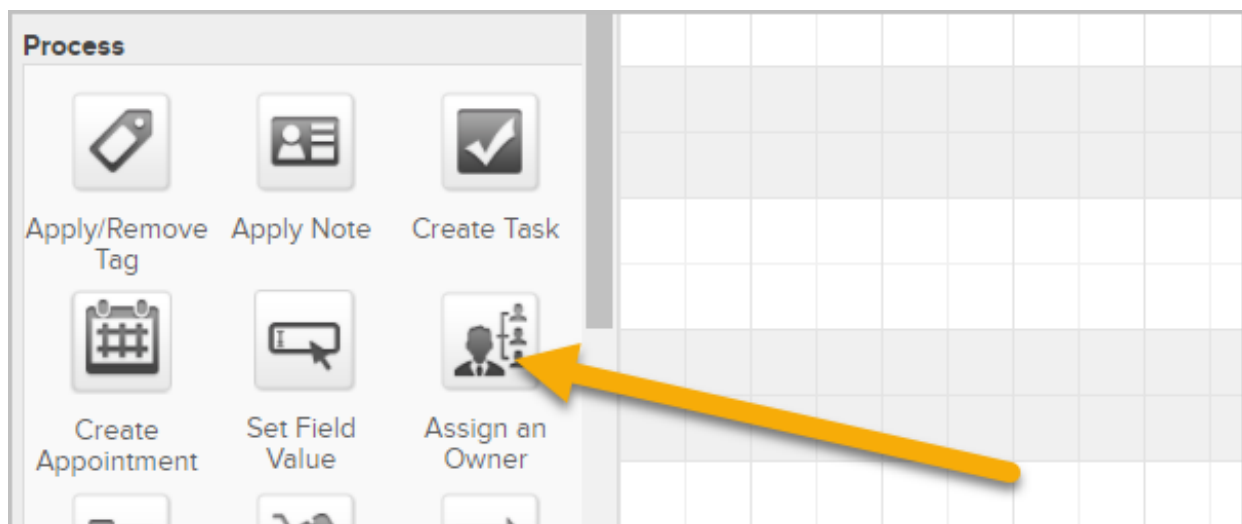 Process
Apply/Remove
Tag
Apply Note
Create Task
Create
Appointment
Set Field
Value
Assign an
Owner